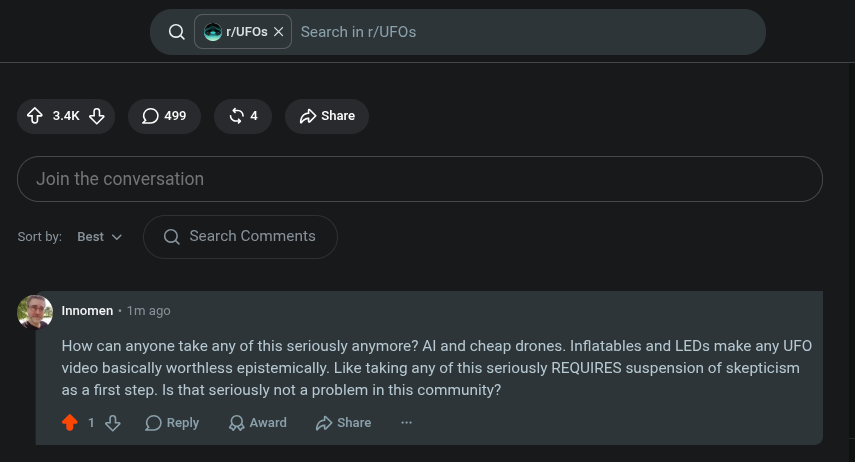 r/UFOs Search in r/UFOs
3.4K 499 4 Share
Join the conversation
Sort by: Best Search Comments
Innomen • 1m ago
How can anyone take any of this seriously anymore? AI and cheap drones. Inflatables and LEDs make any UFO
video basically worthless epistemically. Like taking any of this seriously REQUIRES suspension of skepticism
as a first step. Is that seriously not a problem in this community?
1 Reply Award Share ...